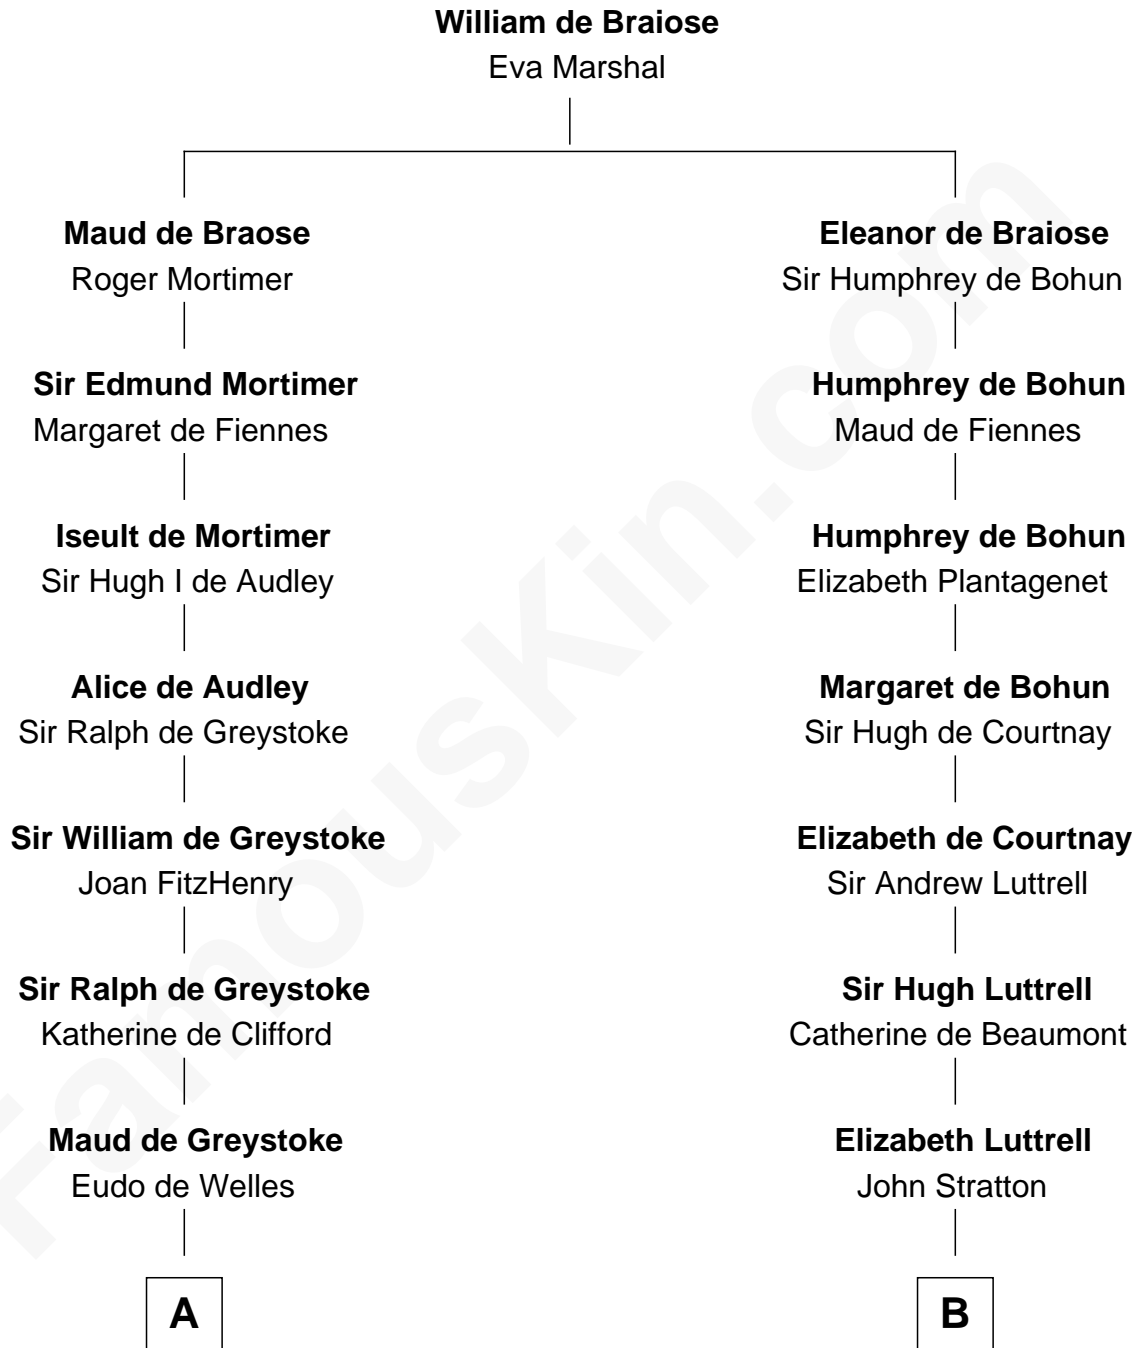 William de Braiose
Eva Marshal
Maud de Braose
Roger Mortimer
Eleanor de Braiose
Sir Humphrey de Bohun
Sir Edmund Mortimer
Margaret de Fiennes
Humphrey de Bohun
Maud de Fiennes
Iseult de Mortimer
Sir Hugh I de Audley
Humphrey de Bohun
Elizabeth Plantagenet
Alice de Audley
Sir Ralph de Greystoke
Margaret de Bohun
Sir Hugh de Courtnay
Sir William de Greystoke
Joan FitzHenry
Elizabeth de Courtnay
Sir Andrew Luttrell
Sir Ralph de Greystoke
Katherine de Clifford
Sir Hugh Luttrell
Catherine de Beaumont
Maud de Greystoke
Eudo de Welles
Elizabeth Luttrell
John Stratton
A
B
FamousKin.com